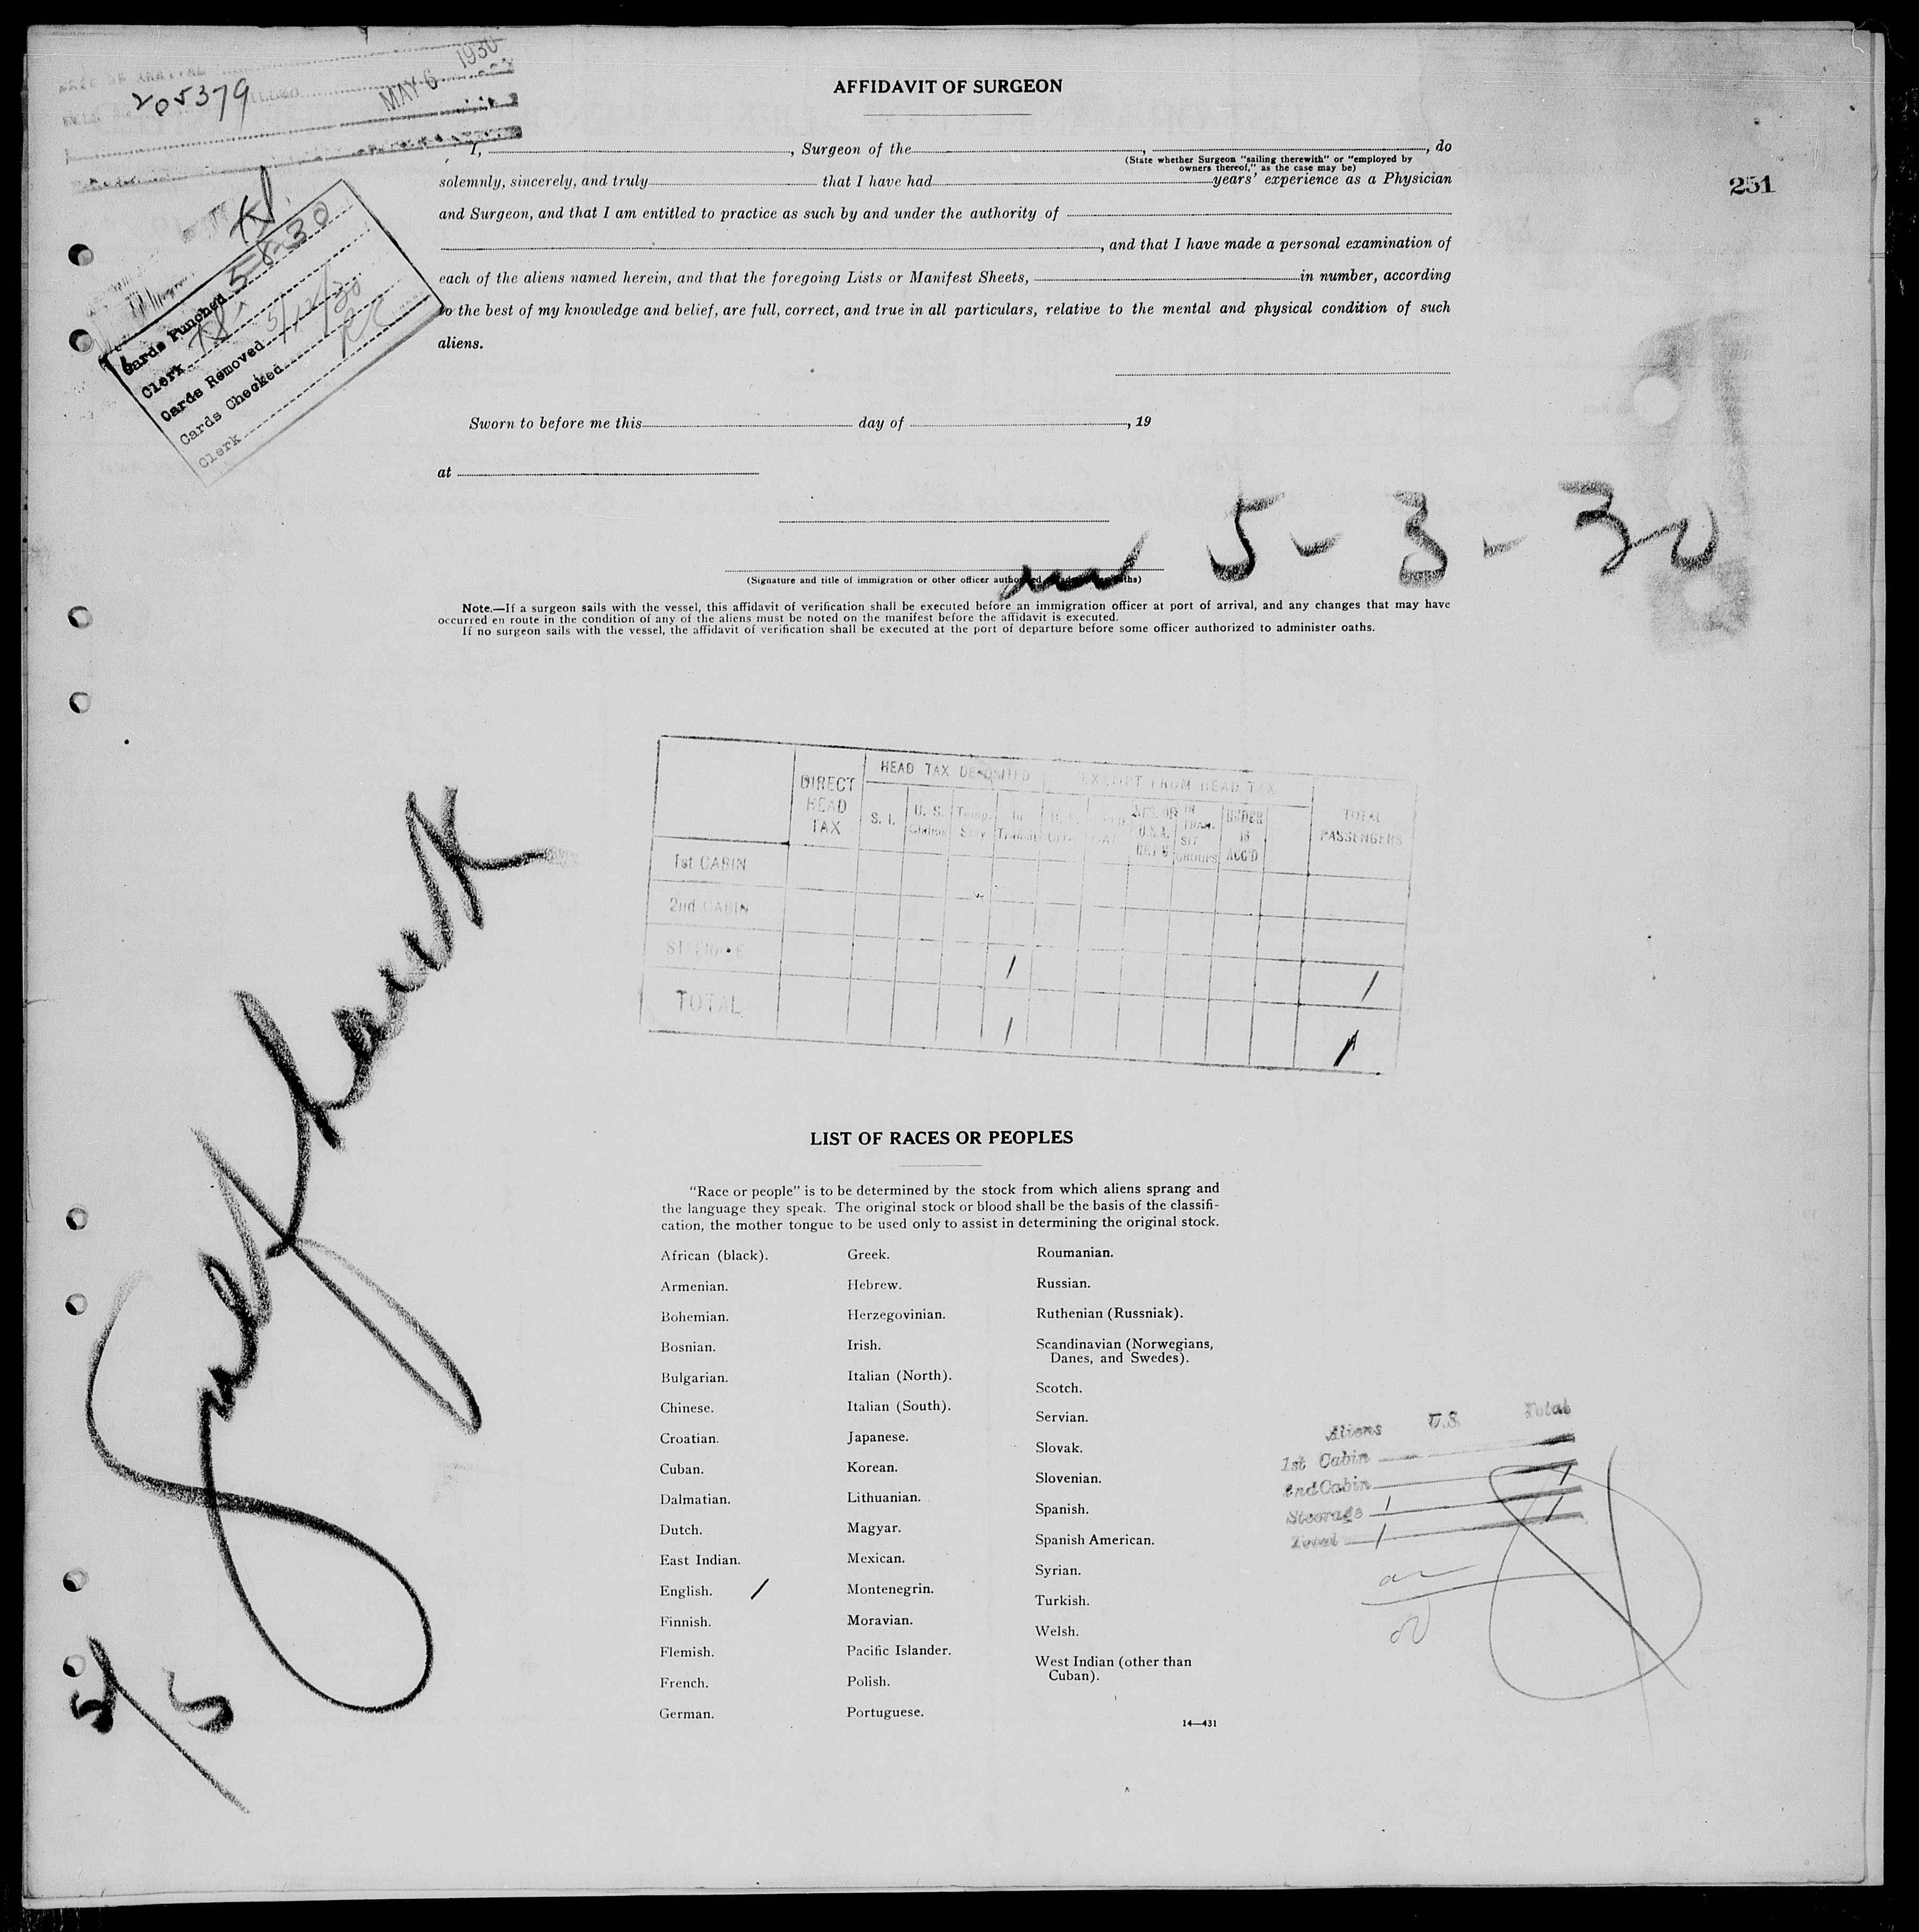 205379
MAY 6 1930
AFFIDAVIT OF SURGEON
251
I, , Surgeon of the , , do
(State whether Surgeon "sailing therewith" or "employed by
owners thereof," as the case may be)
solemnly, sincerely, and truly that I have had years' experience as a Physician
and Surgeon, and that I am entitled to practice as such by and under the authority of
, and that I have made a personal examination of
each of the aliens named herein, and that the foregoing Lists or Manifest Sheets, in number, according
to the best of my knowledge and belief, are full, correct, and true in all particulars, relative to the mental and physical condition of such
aliens.
Cards Punched 5-8-30
Clerk
Cards Removed 5/12/30
Cards Checked
Clerk
Sworn to before me this day of , 19
at
5-3-30
(Signature and title of immigration or other officer authorized to administer oaths)
Note.—If a surgeon sails with the vessel, this affidavit of verification shall be executed before an immigration officer at port of arrival, and any changes that may have
occurred en route in the condition of any of the aliens must be noted on the manifest before the affidavit is executed.
If no surgeon sails with the vessel, the affidavit of verification shall be executed at the port of departure before some officer authorized to administer oaths.
DIRECT HEAD TAX
HEAD TAX DEPOSITED
EXEMPT FROM HEAD TAX
TOTAL PASSENGERS
S. I.
U. S. Claims
Temp. Stay
In Transit
IN TRAN-SIT GROUPS
UNDER 16 ACC'D
1st CABIN
2nd CABIN
STEERAGE 1 1
TOTAL 1 1
LIST OF RACES OR PEOPLES
"Race or people" is to be determined by the stock from which aliens sprang and
the language they speak. The original stock or blood shall be the basis of the classifi-
cation, the mother tongue to be used only to assist in determining the original stock.
African (black).
Armenian.
Bohemian.
Bosnian.
Bulgarian.
Chinese.
Croatian.
Cuban.
Dalmatian.
Dutch.
East Indian.
English. /
Finnish.
Flemish.
French.
German.
Greek.
Hebrew.
Herzegovinian.
Irish.
Italian (North).
Italian (South).
Japanese.
Korean.
Lithuanian.
Magyar.
Mexican.
Montenegrin.
Moravian.
Pacific Islander.
Polish.
Portuguese.
Roumanian.
Russian.
Ruthenian (Russniak).
Scandinavian (Norwegians,
Danes, and Swedes).
Scotch.
Servian.
Slovak.
Slovenian.
Spanish.
Spanish American.
Syrian.
Turkish.
Welsh.
West Indian (other than
Cuban).
14—431
Aliens U.S. Total
1st Cabin
2nd Cabin
Steerage 1 1
Total 1 1
5/5